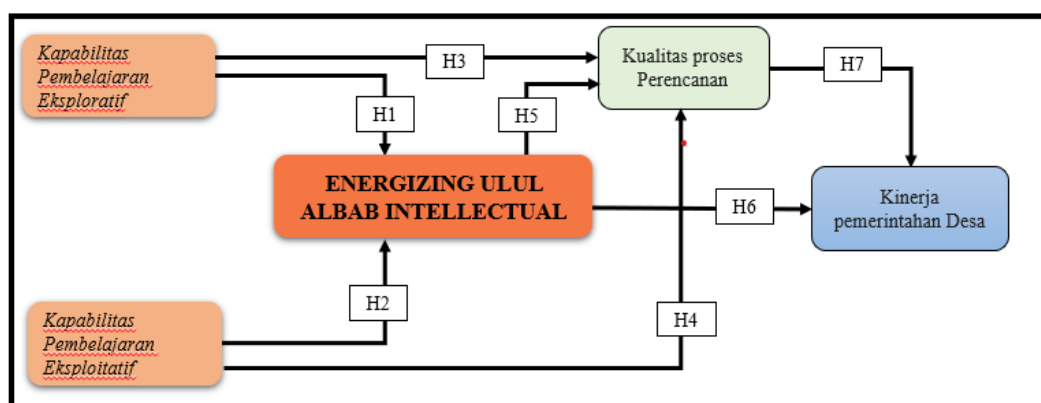 Kapabilitas
Pembelajaran
Eksploratif
H3
H1
H5
Kualitas proses
Perencanan
H7
ENERGIZING ULUL
ALBAB INTELLECTUAL
H6
Kinerja
pemerintahan Desa
H2
H4
Kapabilitas
Pembelajaran
Eksploitatif